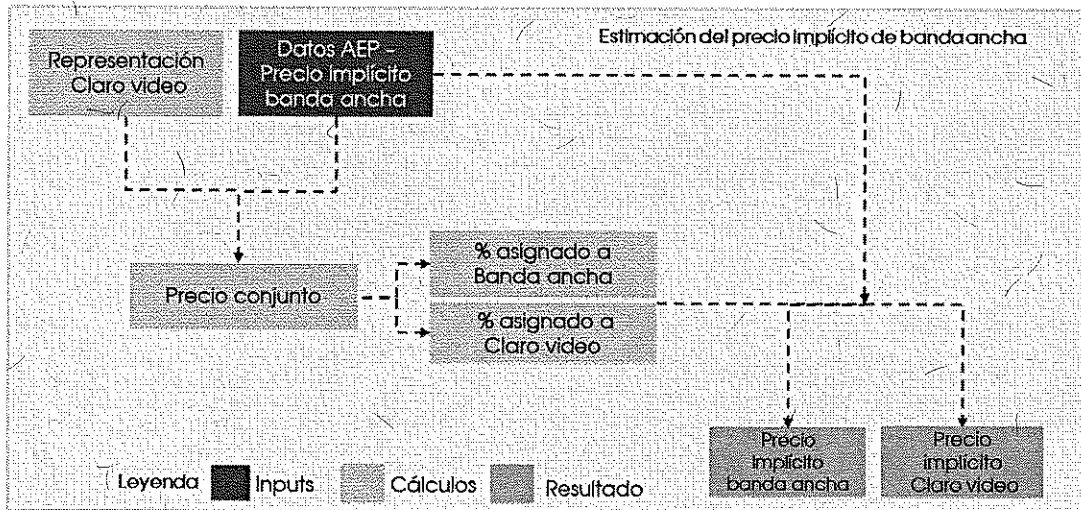 Estimación del precio implícito de banda ancha
Representación
Claro video
Datos AEP –
Precio implícito
banda ancha
Precio conjunto
% asignado a
Banda ancha
% asignado a
Claro video
Precio
implícito
banda ancha
Precio
implícito
Claro video
Leyenda
Inputs
Cálculos
Resultado